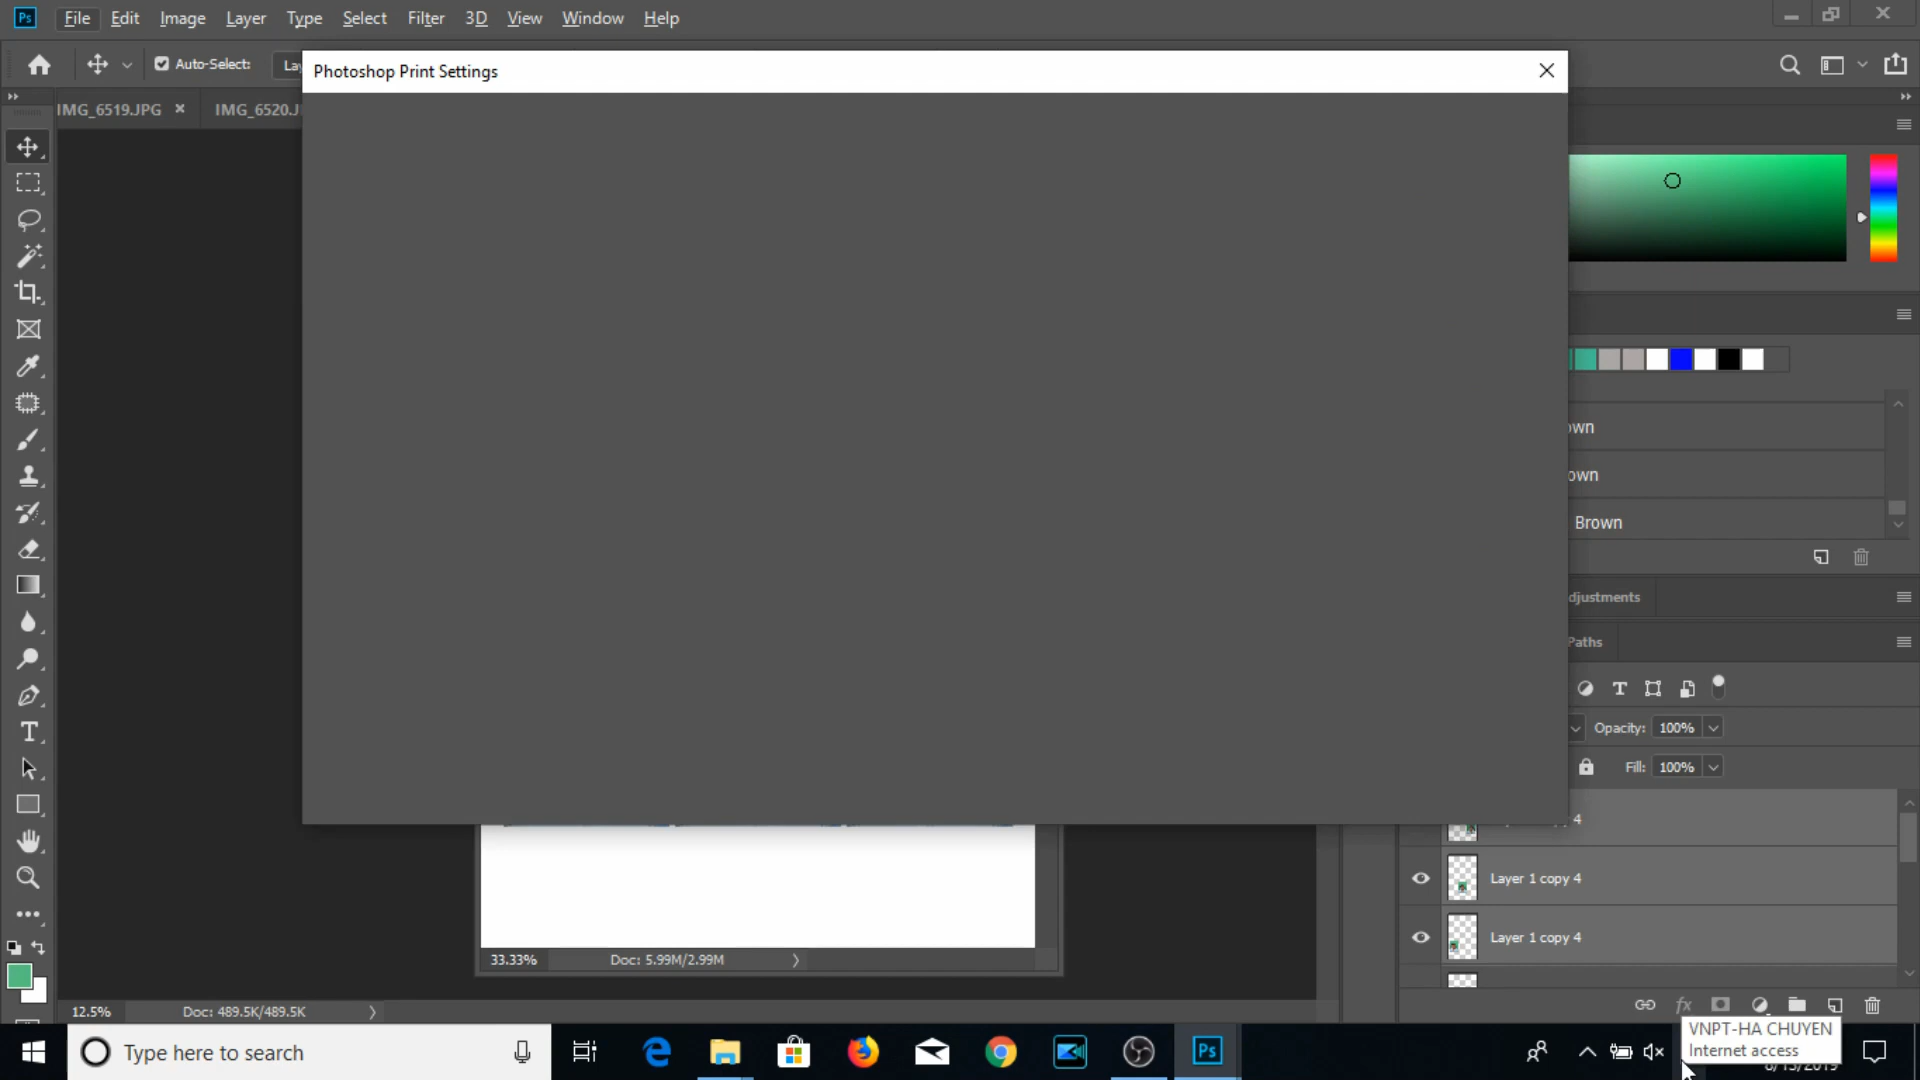 Ps File Edit Image Layer Type Select Filter 3D View Window Help
Auto-Select:
Photoshop Print Settings
IMG_6519.JPG
own
own
Brown
djustments
Paths
T
Opacity: 100%
Fill: 100%
4
Layer 1 copy 4
Layer 1 copy 4
33.33% Doc: 5.99M/2.99M
12.5% Doc: 489.5K/489.5K
fx
VNPT-HA CHUYEN
Internet access
Type here to search
Ps